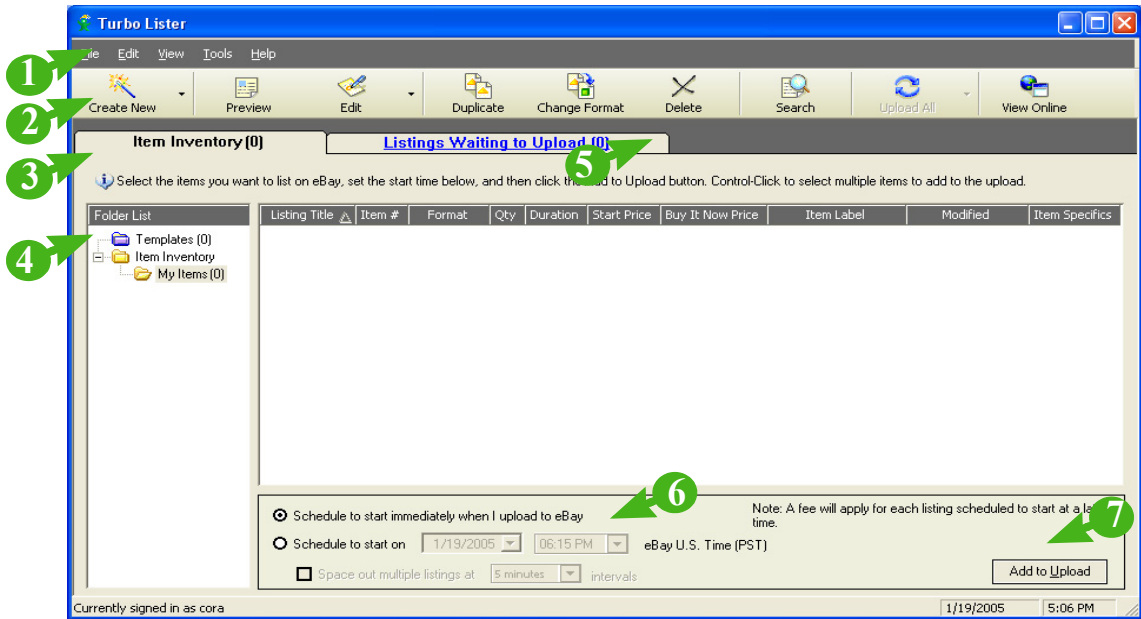 Turbo Lister
File Edit View Tools Help
1
Create New Preview Edit Duplicate Change Format Delete Search Upload All View Online
2
Item Inventory (0) Listings Waiting to Upload (0)
5
3
Select the items you want to list on eBay, set the start time below, and then click the Add to Upload button. Control-Click to select multiple items to add to the upload.
Folder List Listing Title Item # Format Qty Duration Start Price Buy It Now Price Item Label Modified Item Specifics
Templates (0)
4
Item Inventory
My Items (0)
6
Schedule to start immediately when I upload to eBay Note: A fee will apply for each listing scheduled to start at a
time.
7
Schedule to start on 1/19/2005 06:15 PM eBay U.S. Time (PST)
Space out multiple listings at 5 minutes intervals Add to Upload
Currently signed in as cora 1/19/2005 5:06 PM